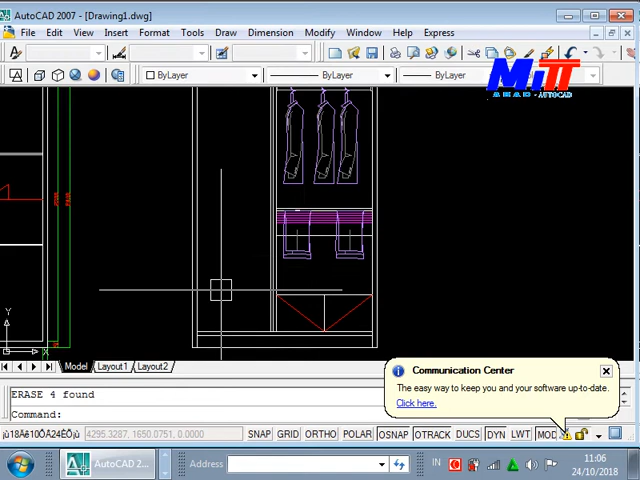 AutoCAD 2007 - [Drawing1.dwg]
File Edit View Insert Format Tools Draw Dimension Modify Window Help Express
ByLayer ByLayer ByLayer
Y
X
Model Layout1 Layout2
ERASE 4 found
Command:
Communication Center
The easy way to keep you and your software up-to-date.
Click here.
4295.3287, 1650.0751, 0.0000 SNAP GRID ORTHO POLAR OSNAP OTRACK DUCS DYN LWT MOD
AutoCAD 2... Address IN 11:06
24/10/2018